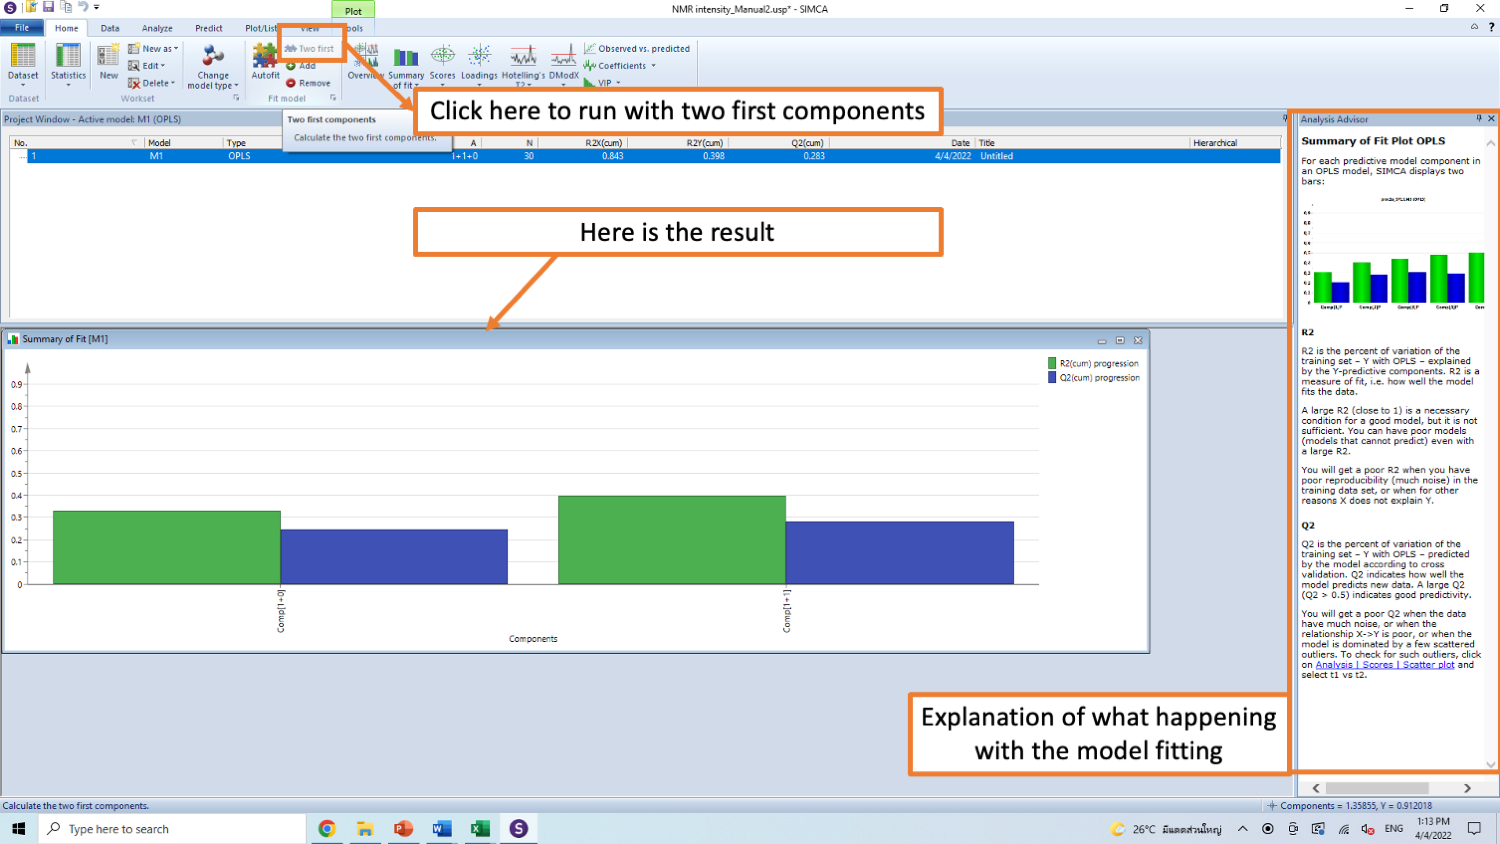 Plot
NMR intensity_Manual2.usp* - SIMCA
File Home Data Analyze Predict Plot/List View Tools
Dataset
Statistics
New
New as
Edit
Delete
Change
model type
Autofit
Two first
Add
Remove
Overview
Summary
of fit
Scores
Loadings
Hotelling's
T2
DModX
Observed vs. predicted
Coefficients
VIP
Dataset
Workset
Fit model
Click here to run with two first components
Project Window - Active model: M1 (OPLS)
Two first components
Calculate the two first components.
No. Model Type A N R2X(cum) R2Y(cum) Q2(cum) Date Title Hierarchical
1 M1 OPLS 1+1+0 30 0.843 0.398 0.283 4/4/2022 Untitled
Here is the result
Summary of Fit [M1]
R2(cum) progression
Q2(cum) progression
0.9
0.8
0.7
0.6
0.5
0.4
0.3
0.2
0.1
0
Comp[1+0]
Comp[1+1]
Components
Analysis Advisor
Summary of Fit Plot OPLS
For each predictive model component in
an OPLS model, SIMCA displays two
bars:
R2
R2 is the percent of variation of the
training set – Y with OPLS – explained
by the Y-predictive components. R2 is a
measure of fit, i.e. how well the model
fits the data.
A large R2 (close to 1) is a necessary
condition for a good model, but it is not
sufficient. You can have poor models
(models that cannot predict) even with
a large R2.
You will get a poor R2 when you have
poor reproducibility (much noise) in the
training data set, or when for other
reasons X does not explain Y.
Q2
Q2 is the percent of variation of the
training set – Y with OPLS – predicted
by the model according to cross
validation. Q2 indicates how well the
model predicts new data. A large Q2
(Q2 > 0.5) indicates good predictivity.
You will get a poor Q2 when the data
have much noise, or when the
relationship X->Y is poor, or when the
model is dominated by a few scattered
outliers. To check for such outliers, click
on Analysis | Scores | Scatter plot and
select t1 vs t2.
Explanation of what happening
with the model fitting
Calculate the two first components.
Components = 1.35855, Y = 0.912018
Type here to search
26°C มีแดดส่วนใหญ่
ENG
1:13 PM
4/4/2022